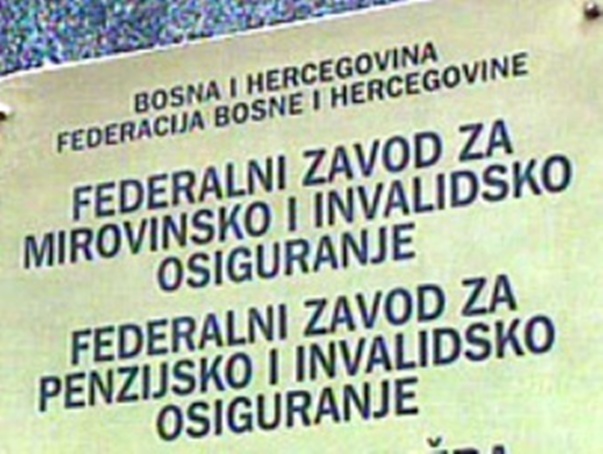 BOSNA I HERCEGOVINA
FEDERACIJA BOSNE I HERCEGOVINE
FEDERALNI ZAVOD ZA
MIROVINSKO I INVALIDSKO
OSIGURANJE
FEDERALNI ZAVOD ZA
PENZIJSKO I INVALIDSKO
OSIGURANJE